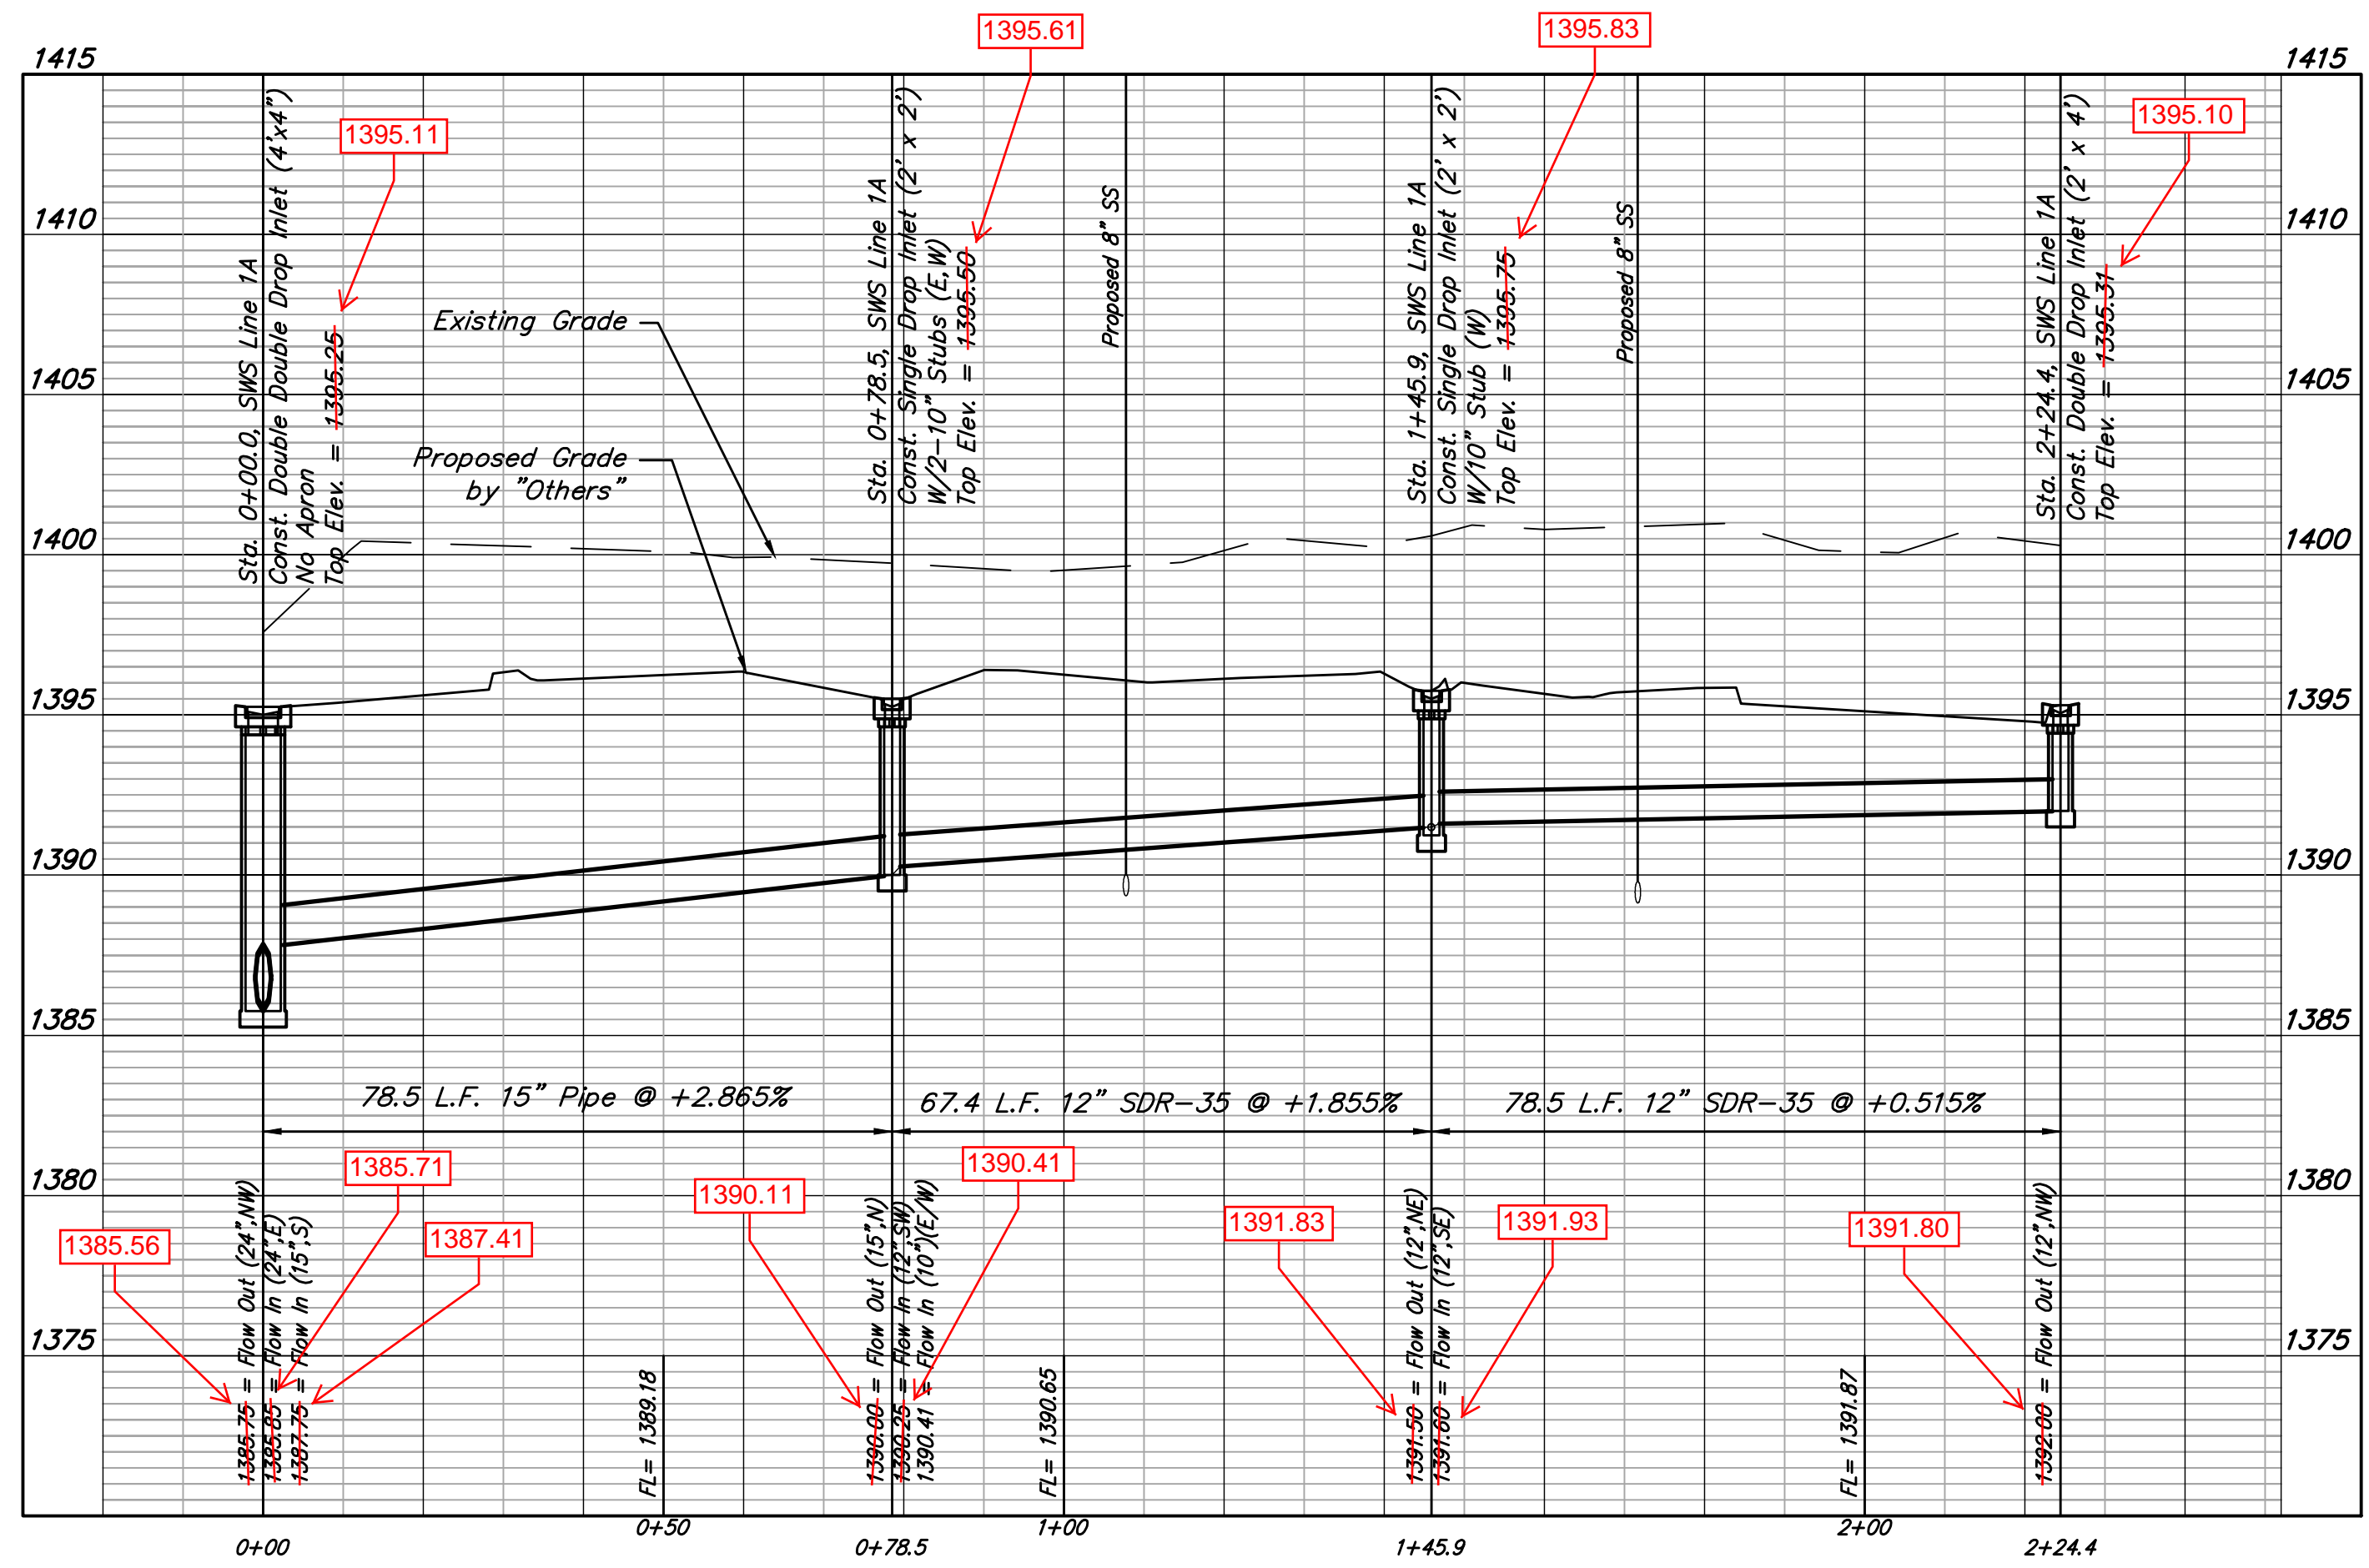 1395.61
1395.83
1415
1415
1395.11
1395.10
Sta. 0+00.0, SWS Line 1A
Const. Double Double Drop Inlet (4'x4")
No Apron
Top Elev. = 1395.25
Sta. 0+78.5, SWS Line 1A
Const. Single Drop Inlet (2' x 2')
W/2-10" Stubs (E,W)
Top Elev. = 1395.50
Proposed 8" SS
Sta. 1+45.9, SWS Line 1A
Const. Single Drop Inlet (2' x 2')
W/10" Stub (W)
Top Elev. = 1395.75
Proposed 8" SS
Sta. 2+24.4, SWS Line 1A
Const. Double Drop Inlet (2' x 4')
Top Elev. = 1395.31
1410
1410
Existing Grade
1405
1405
Proposed Grade
by "Others"
1400
1400
1395
1395
1390
1390
1385
1385
78.5 L.F. 15" Pipe @ +2.865%
67.4 L.F. 12" SDR-35 @ +1.855%
78.5 L.F. 12" SDR-35 @ +0.515%
1385.71
1390.41
1380
1380
1390.11
1385.56
1387.41
1391.83
1391.93
1391.80
1385.75 = Flow Out (24",NW)
1385.85 = Flow In (24",E)
1387.75 = Flow In (15",S)
1390.00 = Flow Out (15",N)
1390.25 = Flow In (12",SW)
1390.41 = Flow In (10")(E/W)
1391.50 = Flow Out (12",NE)
1391.60 = Flow In (12",SE)
1392.00 = Flow Out (12",NW)
1375
1375
FL= 1389.18
FL= 1390.65
FL= 1391.87
0+50
1+00
2+00
0+00
0+78.5
1+45.9
2+24.4